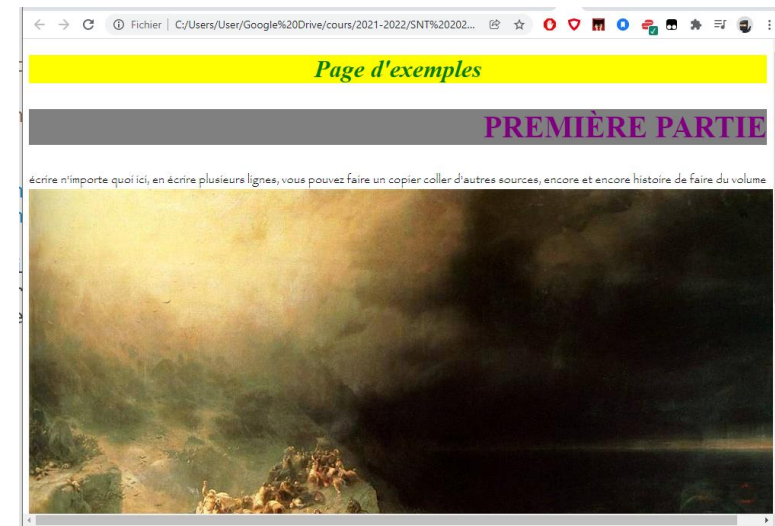 Fichier | C:/Users/User/Google%20Drive/cours/2021-2022/SNT%20202...
Page d'exemples
PREMIÈRE PARTIE
écrire n'importe quoi ici, en écrire plusieurs lignes, vous pouvez faire un copier coller d'autres sources, encore et encore histoire de faire du volume